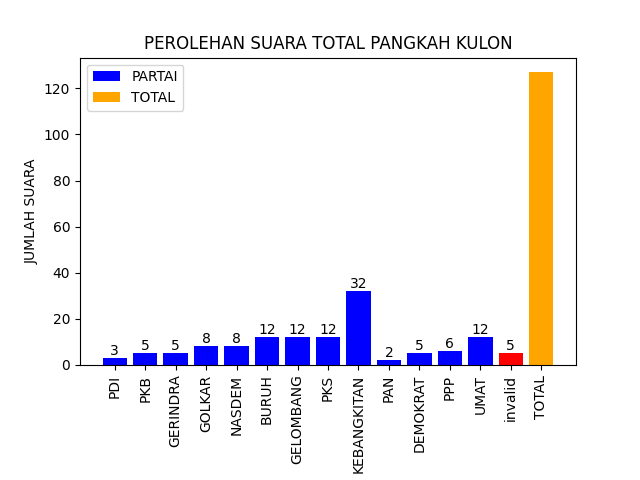 PEROLEHAN SUARA TOTAL PANGKAH KULON
PARTAI
TOTAL
JUMLAH SUARA
120
100
80
60
40
20
0
3
5
5
8
8
12
12
12
32
2
5
6
12
5
PDI
PKB
GERINDRA
GOLKAR
NASDEM
BURUH
GELOMBANG
PKS
KEBANGKITAN
PAN
DEMOKRAT
PPP
UMAT
invalid
TOTAL